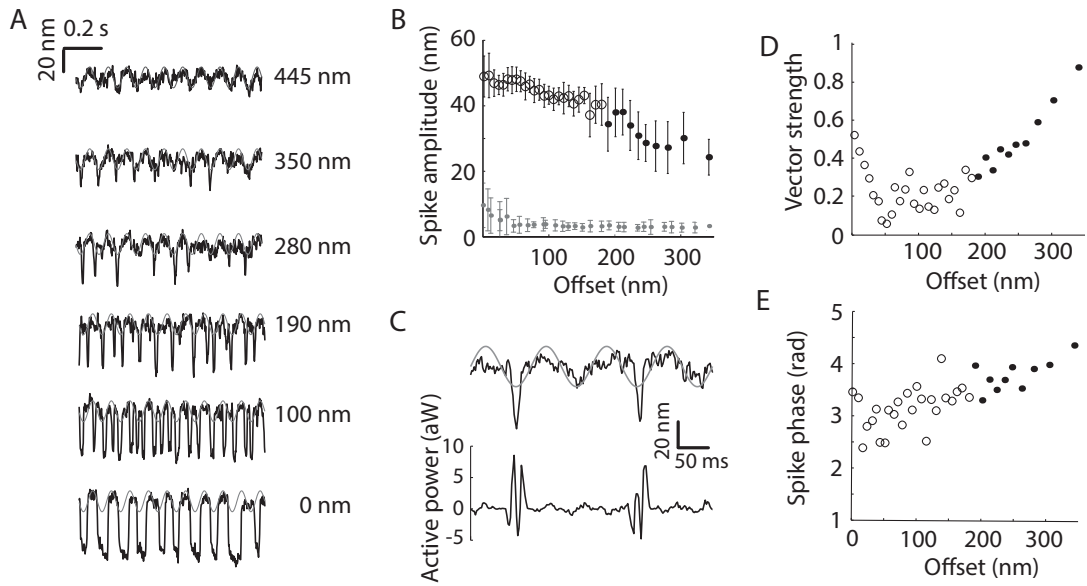 A
0.2 s
20 nm
445 nm
350 nm
280 nm
190 nm
100 nm
0 nm
B
Spike amplitude (nm)
60
40
20
0
100
200
300
Offset (nm)
C
Active power (aW)
10
5
0
-5
20 nm
50 ms
D
Vector strength
1
0.8
0.6
0.4
0.2
0
0
100
200
300
Offset (nm)
E
Spike phase (rad)
5
4
3
2
1
0
100
200
300
Offset (nm)